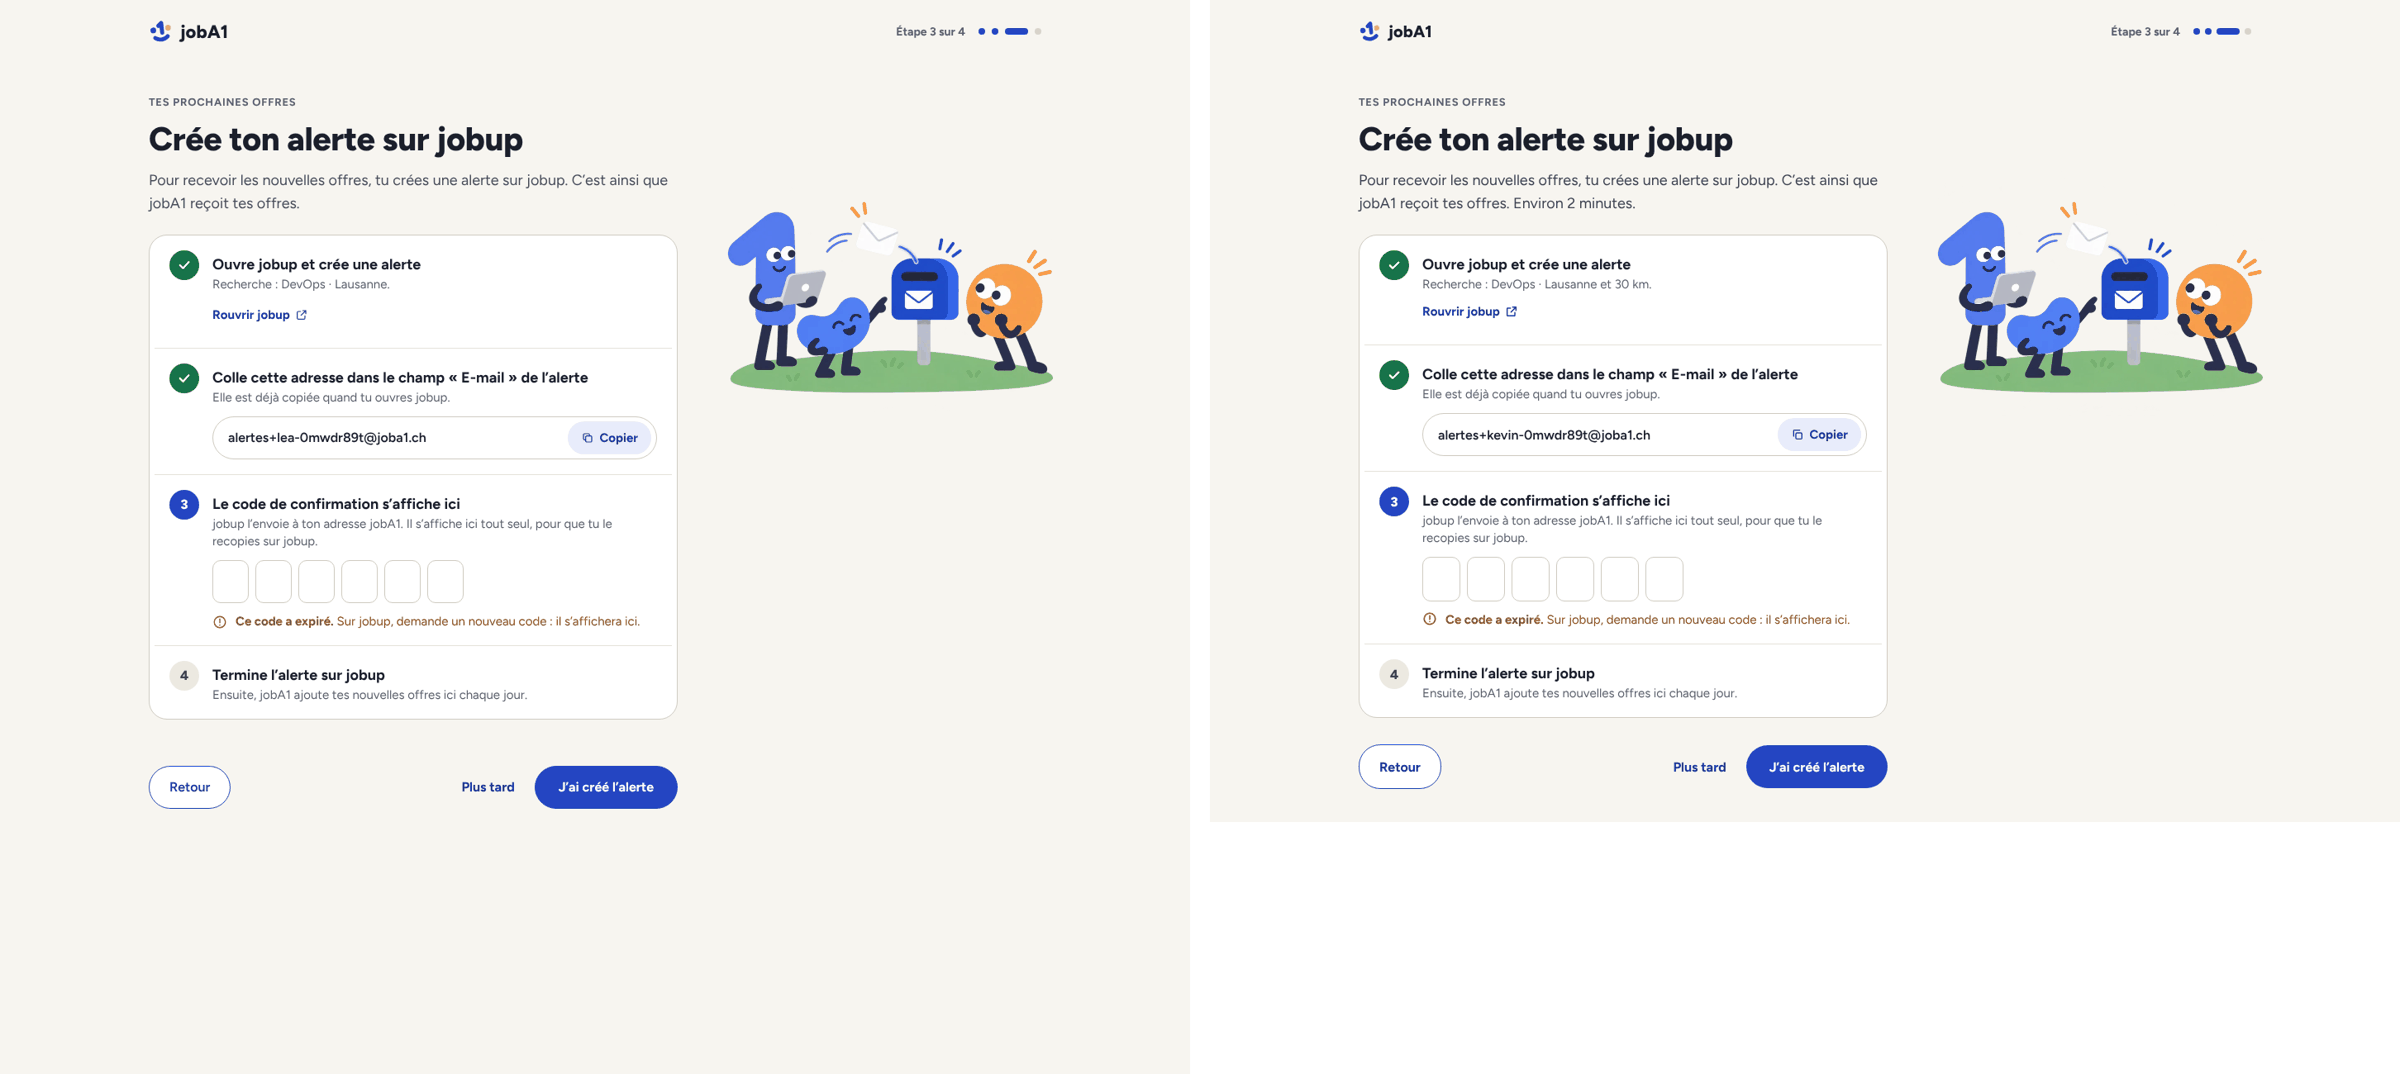 jobA1
Étape 3 sur 4
TES PROCHAINES OFFRES
Crée ton alerte sur jobup
Pour recevoir les nouvelles offres, tu crées une alerte sur jobup. C’est ainsi que
jobA1 reçoit tes offres.
Ouvre jobup et crée une alerte
Recherche : DevOps · Lausanne.
Rouvrir jobup
Colle cette adresse dans le champ « E-mail » de l’alerte
Elle est déjà copiée quand tu ouvres jobup.
alertes+lea-0mwdr89t@joba1.ch
Copier
3
Le code de confirmation s’affiche ici
jobup l’envoie à ton adresse jobA1. Il s’affiche ici tout seul, pour que tu le
recopies sur jobup.
Ce code a expiré. Sur jobup, demande un nouveau code : il s’affichera ici.
4
Termine l’alerte sur jobup
Ensuite, jobA1 ajoute tes nouvelles offres ici chaque jour.
Retour
Plus tard
J’ai créé l’alerte
jobA1
Étape 3 sur 4
TES PROCHAINES OFFRES
Crée ton alerte sur jobup
Pour recevoir les nouvelles offres, tu crées une alerte sur jobup. C’est ainsi que
jobA1 reçoit tes offres. Environ 2 minutes.
Ouvre jobup et crée une alerte
Recherche : DevOps · Lausanne et 30 km.
Rouvrir jobup
Colle cette adresse dans le champ « E-mail » de l’alerte
Elle est déjà copiée quand tu ouvres jobup.
alertes+kevin-0mwdr89t@joba1.ch
Copier
3
Le code de confirmation s’affiche ici
jobup l’envoie à ton adresse jobA1. Il s’affiche ici tout seul, pour que tu le
recopies sur jobup.
Ce code a expiré. Sur jobup, demande un nouveau code : il s’affichera ici.
4
Termine l’alerte sur jobup
Ensuite, jobA1 ajoute tes nouvelles offres ici chaque jour.
Retour
Plus tard
J’ai créé l’alerte